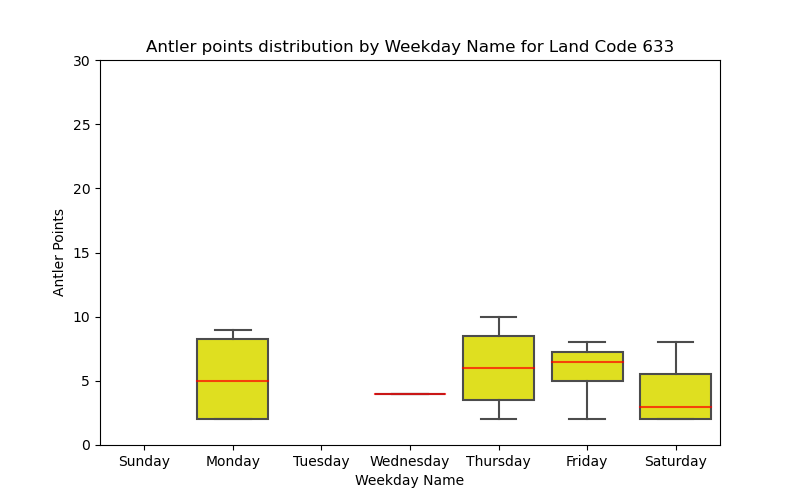 Antler points distribution by Weekday Name for Land Code 633
30
25
20
15
10
5
0
Antler Points
Sunday Monday Tuesday Wednesday Thursday Friday Saturday
Weekday Name